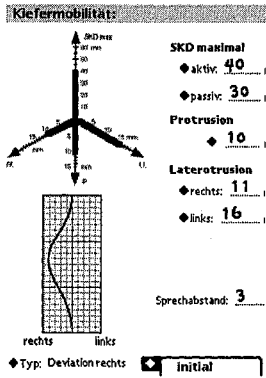 Kiefermobilität:
SKD max
mm
SKD maximal
aktiv: 40
passiv: 30
Protrusion
10
Laterotrusion
rechts: 11
links: 16
mm
mm
R.
L.
mm
P
Sprechabstand: 3
rechts links
Typ: Deviation rechts
initial